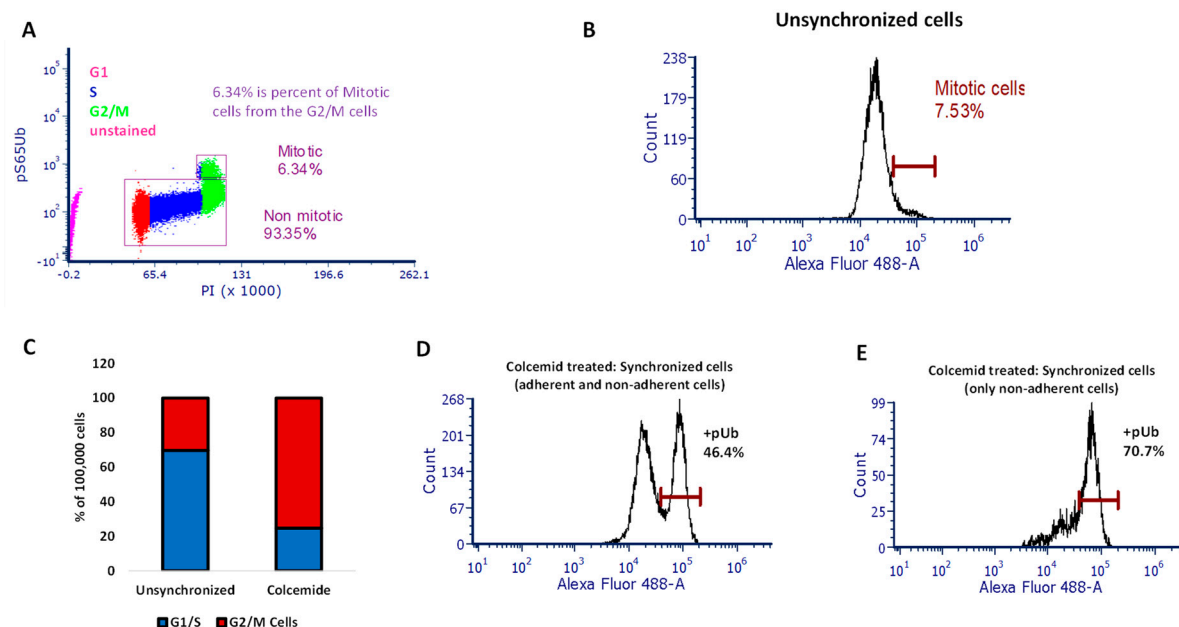 A
pS65Ub
10^5
10^4
10^3
10^2
-10^1
G1
S
G2/M
unstained
6.34% is percent of Mitotic
cells from the G2/M cells
Mitotic
6.34%
Non mitotic
93.35%
-0.2 65.4 131 196.6 262.1
PI (x 1000)
B
Unsynchronized cells
Count
238
179
119
60
0
Mitotic cells
7.53%
10^1 10^2 10^3 10^4 10^5 10^6
Alexa Fluor 488-A
C
% of 100,000 cells
120
100
80
60
40
20
0
Unsynchronized Colcemide
G1/S G2/M Cells
D
Colcemid treated: Synchronized cells
(adherent and non-adherent cells)
Count
268
201
134
67
0
+pUb
46.4%
10^1 10^2 10^3 10^4 10^5 10^6
Alexa Fluor 488-A
E
Colcemid treated: Synchronized cells
(only non-adherent cells)
Count
99
74
50
25
0
+pUb
70.7%
10^1 10^2 10^3 10^4 10^5 10^6
Alexa Fluor 488-A